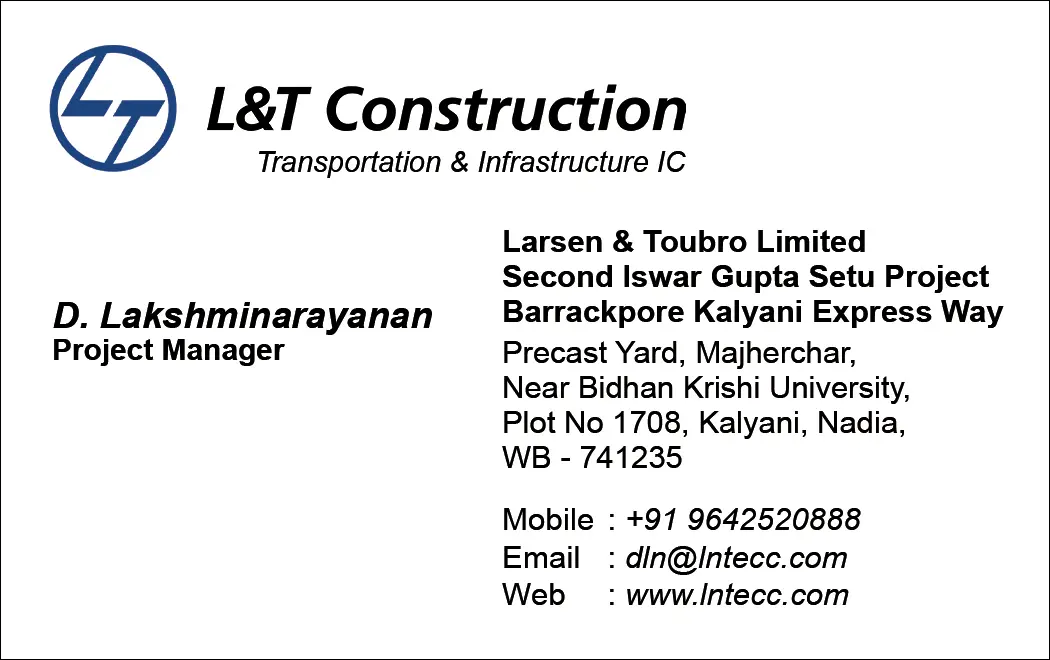 LT
L&T Construction
Transportation & Infrastructure IC
D. Lakshminarayanan
Project Manager
Larsen & Toubro Limited
Second Iswar Gupta Setu Project
Barrackpore Kalyani Express Way
Precast Yard, Majherchar,
Near Bidhan Krishi University,
Plot No 1708, Kalyani, Nadia,
WB - 741235
Mobile : +91 9642520888
Email : dln@lntecc.com
Web : www.lntecc.com